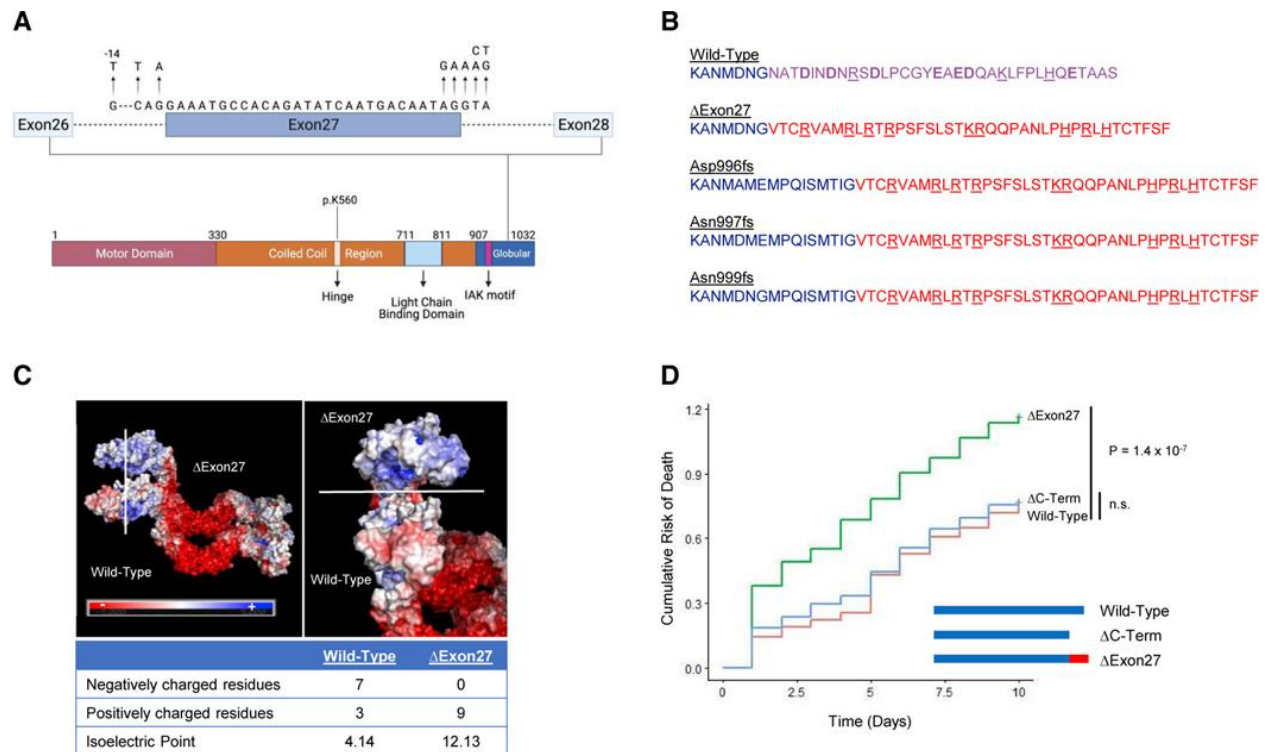 A
-14
T T A
C T
G A A A G
G---C A G G A A A T G C C A C A G A T A T C A A T G A C A A T A G G T A
Exon26
Exon27
Exon28
p.K560
1
330
711
811
907
1032
Motor Domain
Coiled Coil
Region
Globular
Hinge
Light Chain
Binding Domain
IAK motif
B
Wild-Type
KANMDNGNATDINDNRSDLPCGYEAEDQAKLFPLHQETAAS
ΔExon27
KANMDNGVTCRVAMRLRTRPSFSLSTKRQQPANLPHPRLHTCTFSF
Asp996fs
KANMAMEMPQISMTIGVTCRVAMRLRTRPSFSLSTKRQQPANLPHPRLHTCTFSF
Asn997fs
KANMDMEMPQISMTIGVTCRVAMRLRTRPSFSLSTKRQQPANLPHPRLHTCTFSF
Asn999fs
KANMDNGMPQISMTIGVTCRVAMRLRTRPSFSLSTKRQQPANLPHPRLHTCTFSF
C
ΔExon27
Wild-Type
- +
ΔExon27
Wild-Type
Wild-Type ΔExon27
Negatively charged residues 7 0
Positively charged residues 3 9
Isoelectric Point 4.14 12.13
D
Cumulative Risk of Death
1.2
0.9
0.6
0.3
0.0
0 2.5 5 7.5 10
Time (Days)
ΔExon27
P = 1.4 x 10⁻⁷
ΔC-Term
Wild-Type
n.s.
Wild-Type
ΔC-Term
ΔExon27